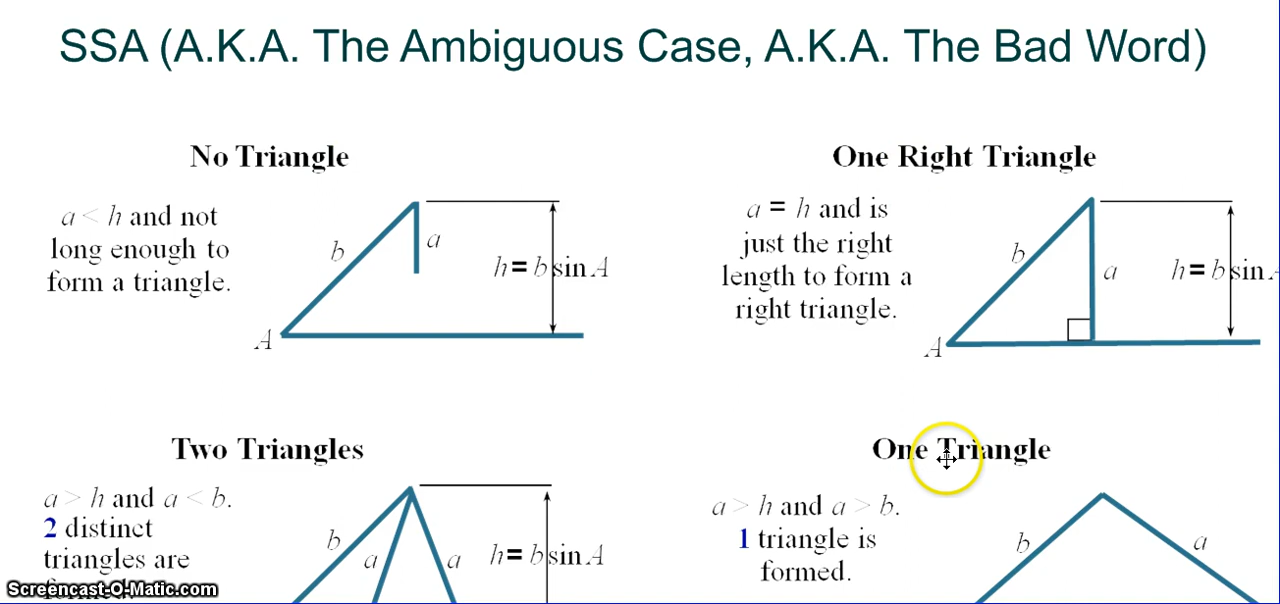 SSA (A.K.A. The Ambiguous Case, A.K.A. The Bad Word)
No Triangle
a < h and not
long enough to
form a triangle.
b
a
h = b sin A
A
One Right Triangle
a = h and is
just the right
length to form a
right triangle.
b
a
h = b sin
A
Two Triangles
a > h and a < b.
2 distinct
triangles are
b
a
a
h = b sin A
One Triangle
a > h and a > b.
1 triangle is
formed.
b
a
Screencast-O-Matic.com